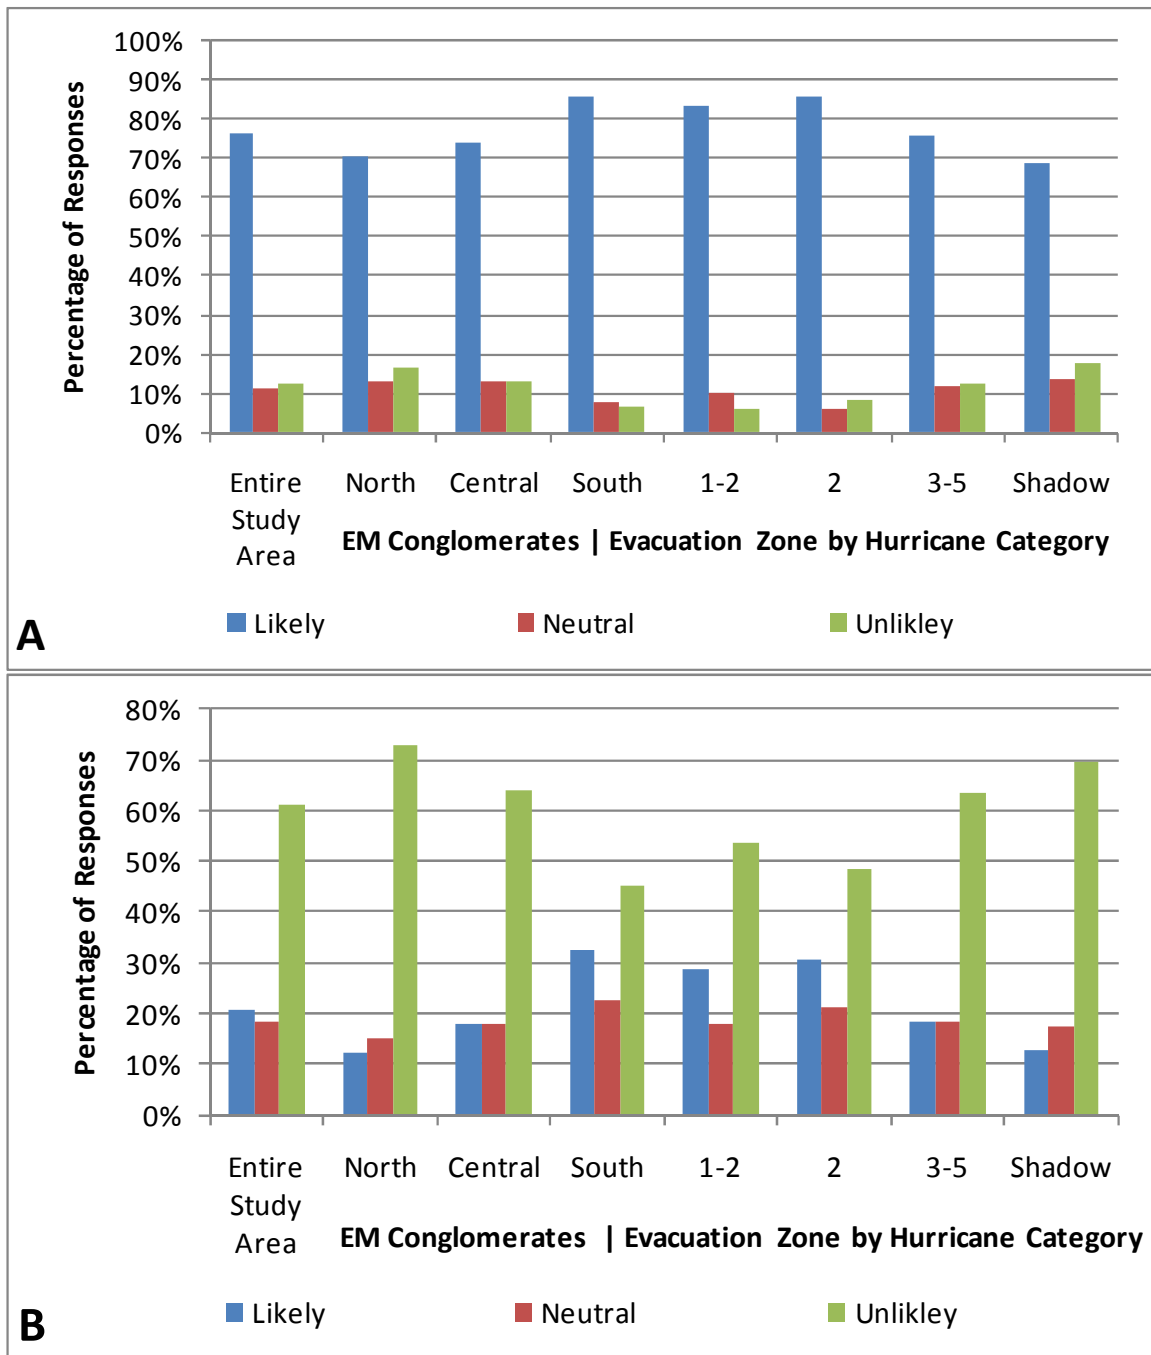 100%
90%
80%
70%
60%
50%
40%
30%
20%
10%
0%
Percentage of Responses
Entire Study Area North Central South 1-2 2 3-5 Shadow
EM Conglomerates | Evacuation Zone by Hurricane Category
Likely Neutral Unlikley
A
80%
70%
60%
50%
40%
30%
20%
10%
0%
Percentage of Responses
Entire Study Area North Central South 1-2 2 3-5 Shadow
EM Conglomerates | Evacuation Zone by Hurricane Category
Likely Neutral Unlikley
B